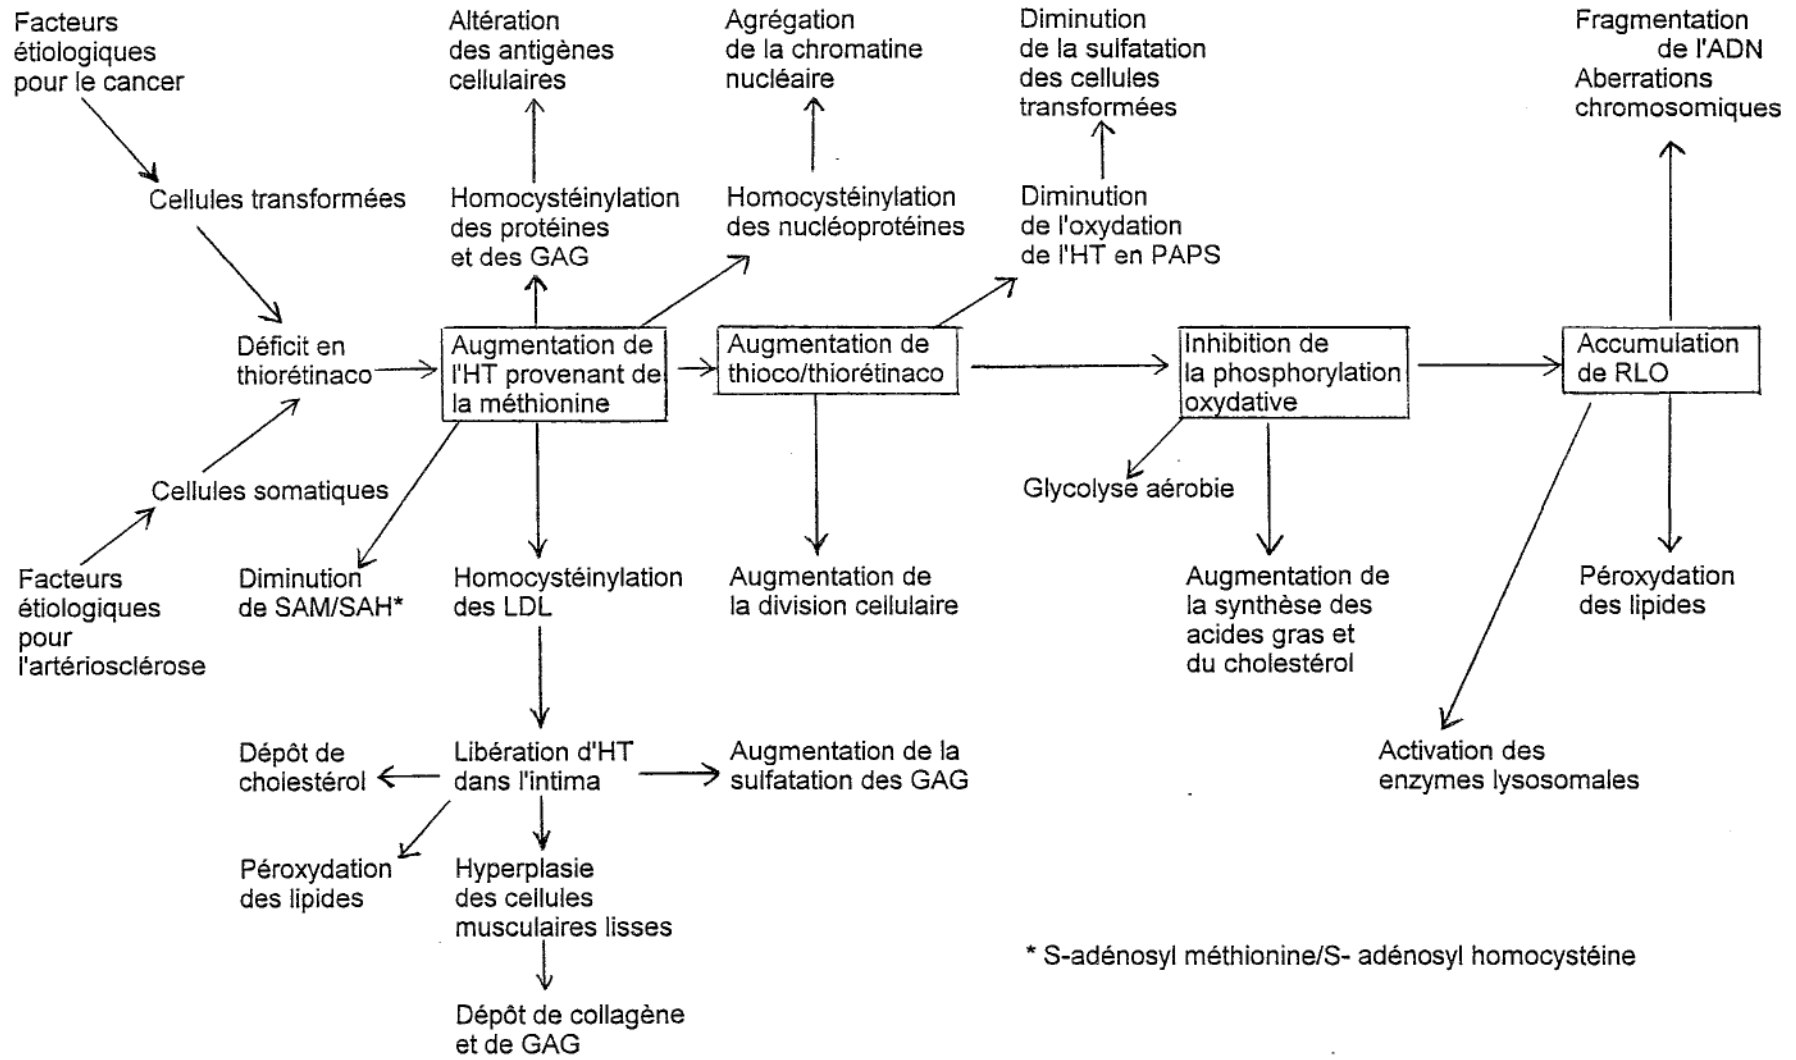 Facteurs
étiologiques
pour le cancer
Altération
des antigènes
cellulaires
Agrégation
de la chromatine
nucléaire
Diminution
de la sulfatation
des cellules
transformées
Fragmentation
de l'ADN
Aberrations
chromosomiques
Cellules transformées
Homocystéinylation
des protéines
et des GAG
Homocystéinylation
des nucléoprotéines
Diminution
de l'oxydation
de l'HT en PAPS
Déficit en
thiorétinaco
Augmentation de
l'HT provenant de
la méthionine
Augmentation de
thioco/thiorétinaco
Inhibition de
la phosphorylation
oxydative
Accumulation
de RLO
Cellules somatiques
Glycolyse aérobie
Facteurs
étiologiques
pour
l'artériosclérose
Diminution
de SAM/SAH*
Homocystéinylation
des LDL
Augmentation de
la division cellulaire
Augmentation de
la synthèse des
acides gras et
du cholestérol
Péroxydation
des lipides
Dépôt de
cholestérol
Libération d'HT
dans l'intima
Augmentation de la
sulfatation des GAG
Activation des
enzymes lysosomales
Péroxydation
des lipides
Hyperplasie
des cellules
musculaires lisses
* S-adénosyl méthionine/S- adénosyl homocystéine
Dépôt de collagène
et de GAG